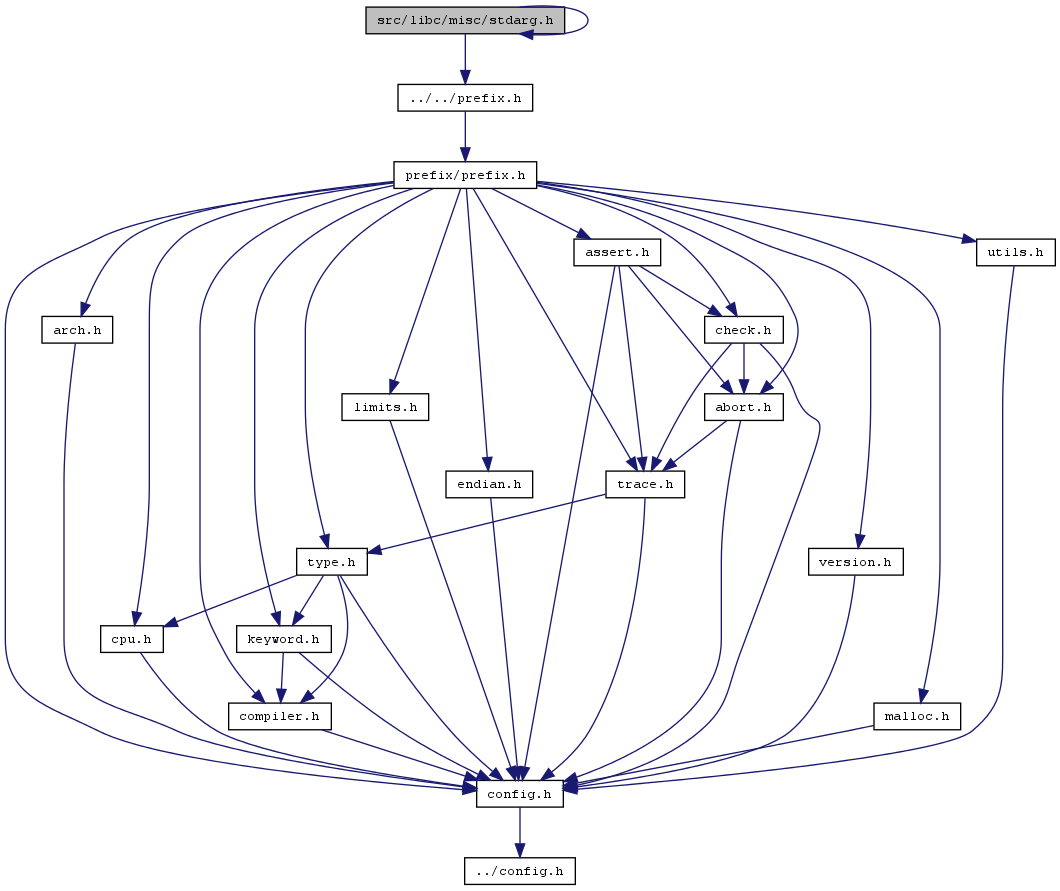 src/libc/misc/stdarg.h
../../prefix.h
prefix/prefix.h
assert.h
utils.h
arch.h
check.h
limits.h
abort.h
endian.h
trace.h
type.h
version.h
cpu.h
keyword.h
compiler.h
malloc.h
config.h
../config.h